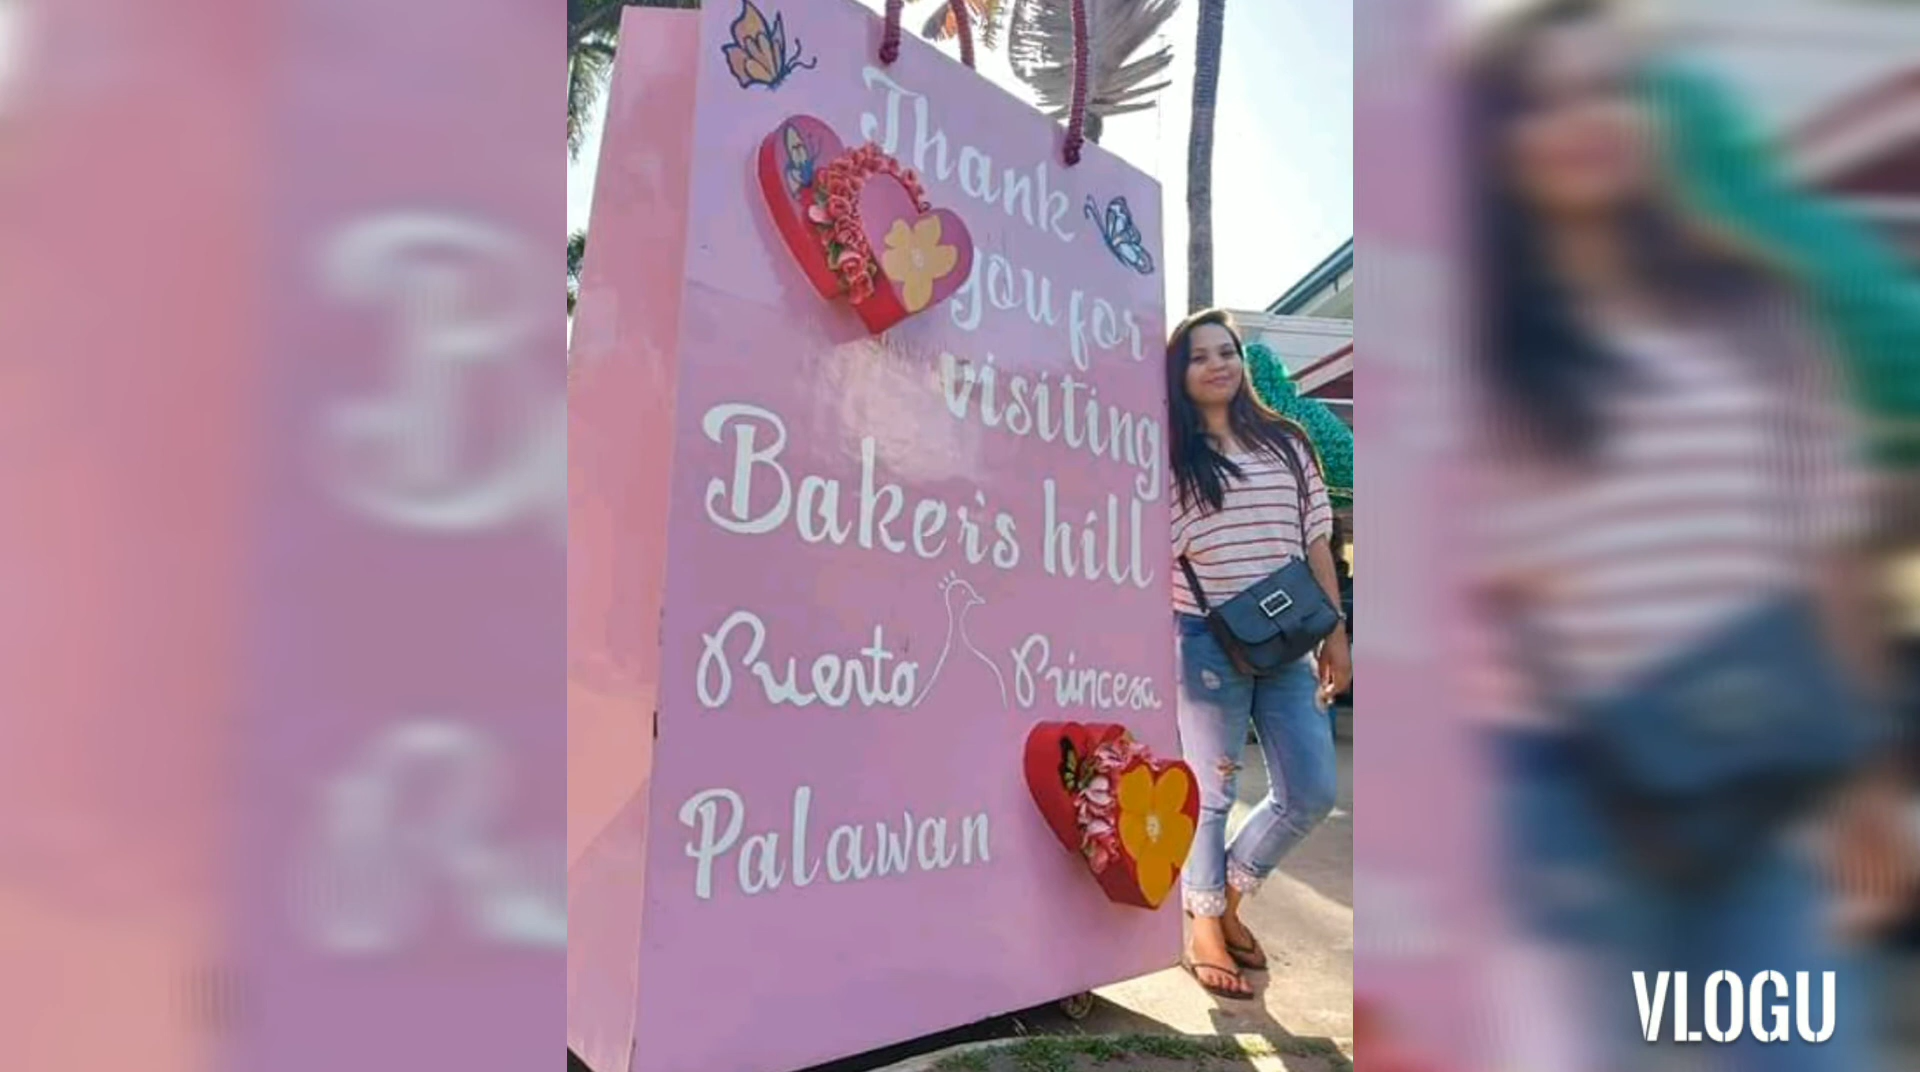 Thank
you for
visiting
Baker's hill
Puerto Princesa
Palawan
VLOGU